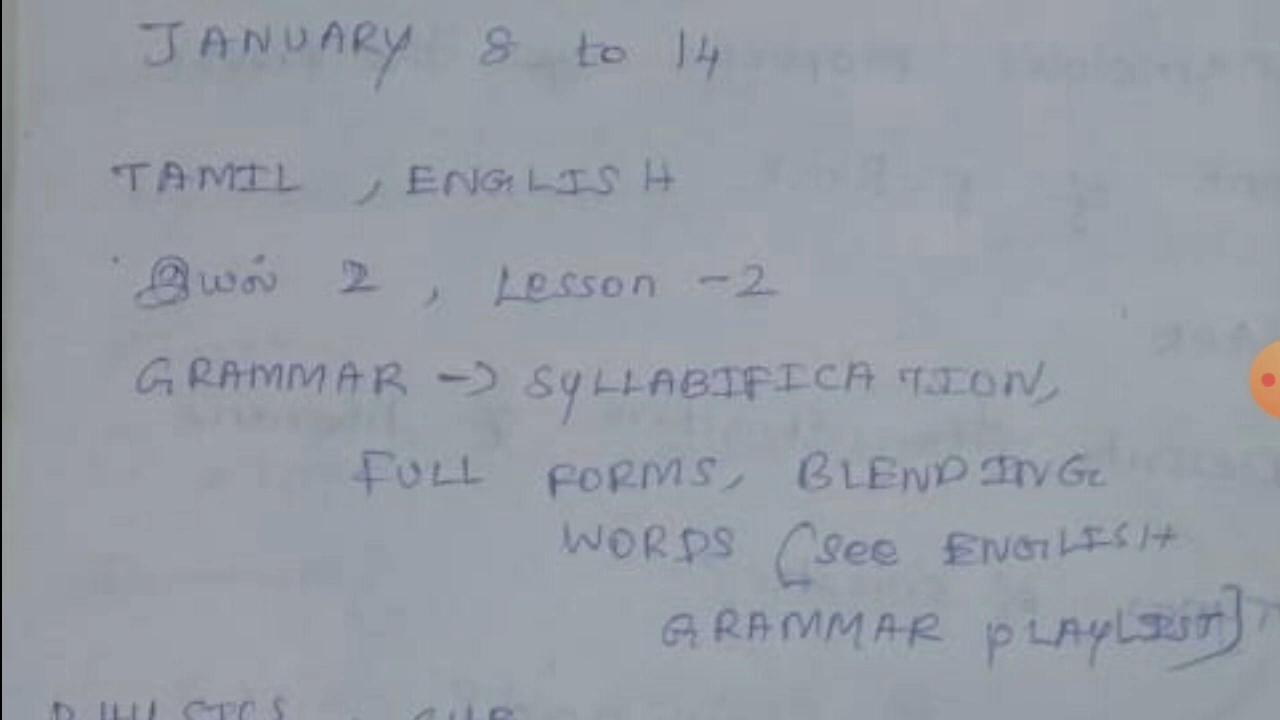 JANUARY 8 to 14
TAMIL , ENGLISH
இயல் 2 , Lesson -2
GRAMMAR -> SYLLABIFICATION,
FULL FORMS, BLENDING
WORDS [see ENGLISH
GRAMMAR PLAYLIST]